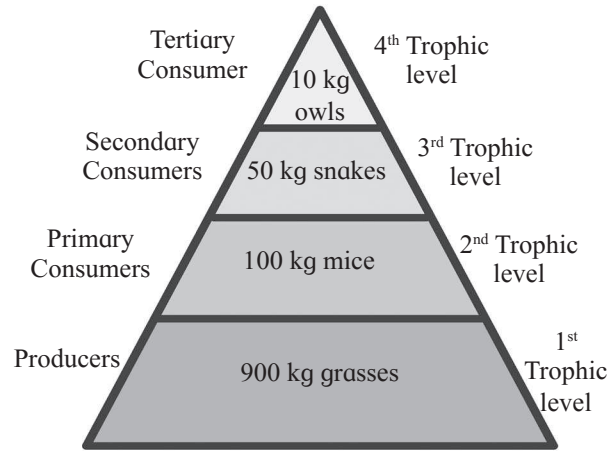 Tertiary
Consumer
10 kg
owls
4th Trophic
level
Secondary
Consumers
50 kg snakes
3rd Trophic
level
Primary
Consumers
100 kg mice
2nd Trophic
level
Producers
900 kg grasses
1st
Trophic
level